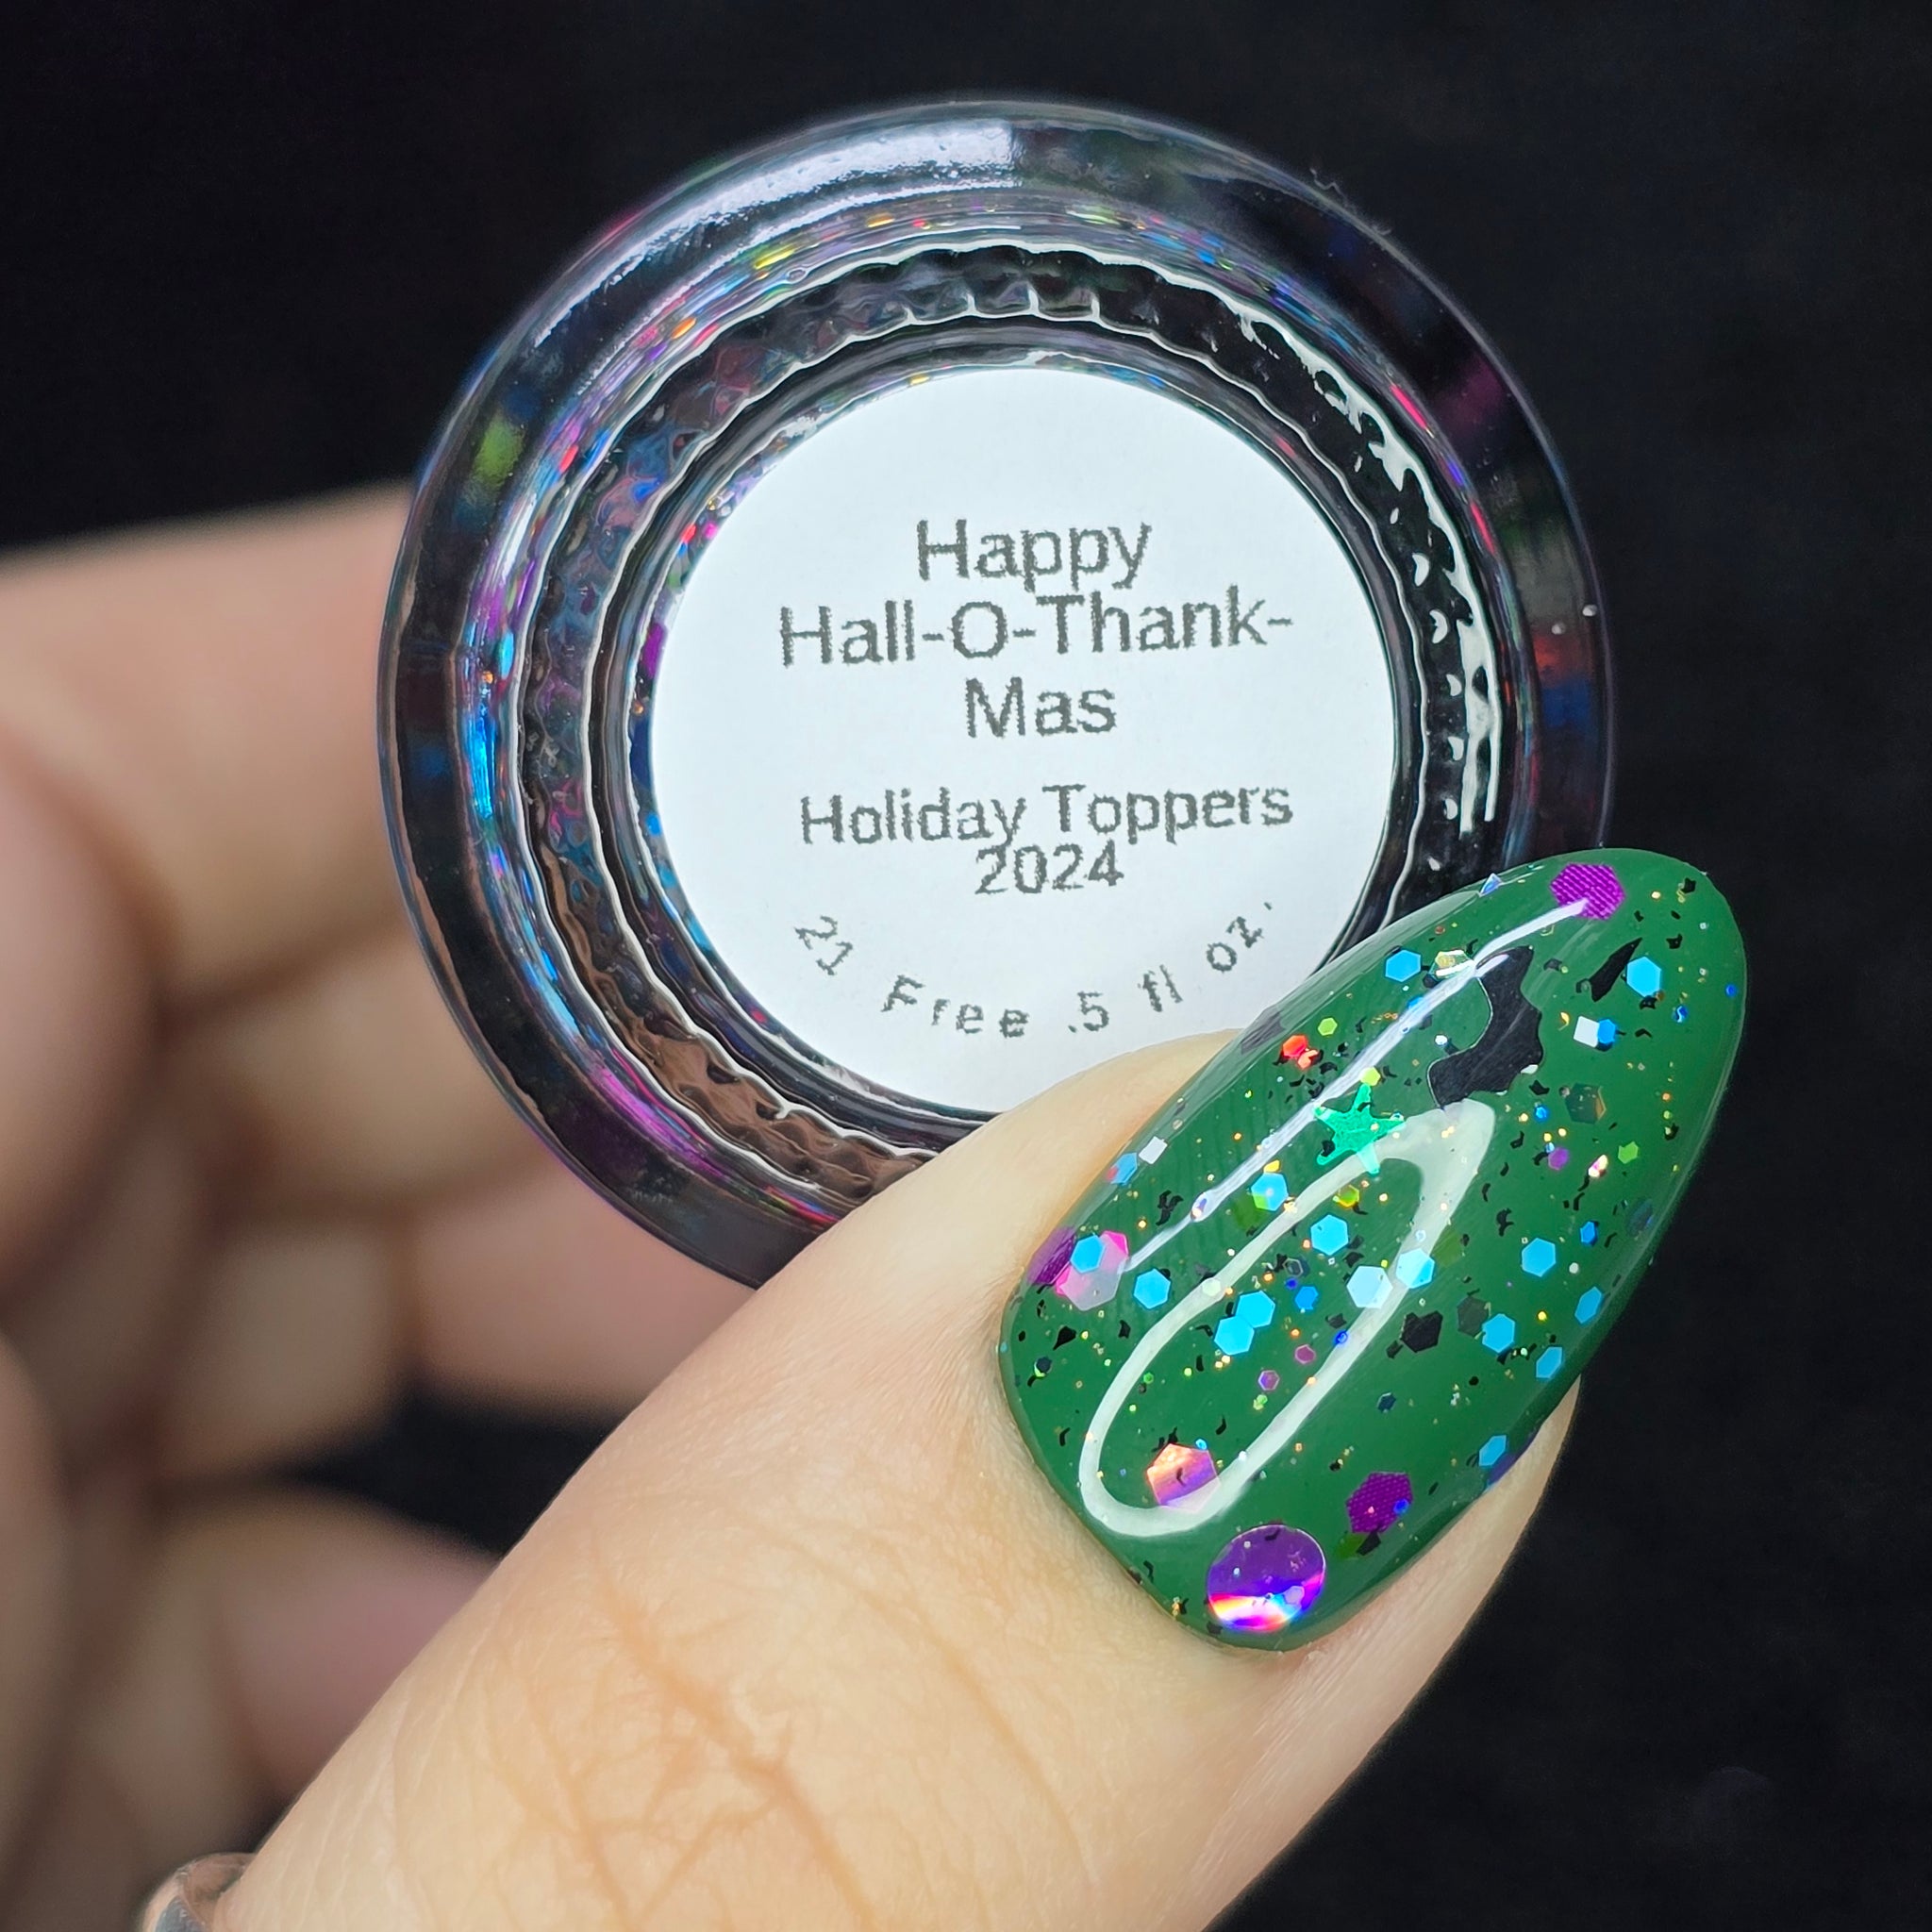 Happy
Hall-O-Thank-
Mas
Holiday Toppers
2024
21 Free .5 fl oz.